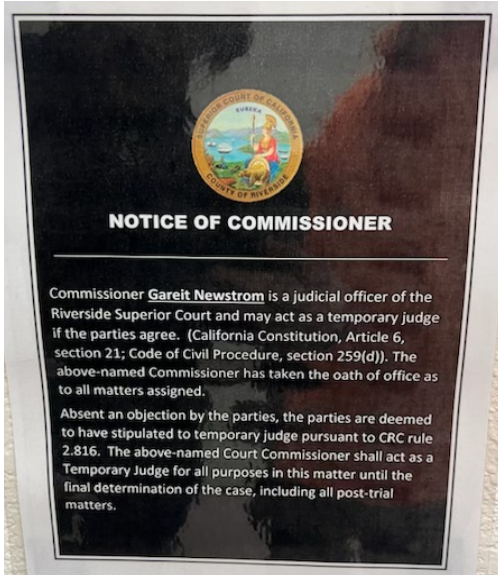 SUPERIOR COURT OF CALIFORNIA
EUREKA
COUNTY OF RIVERSIDE
NOTICE OF COMMISSIONER
Commissioner Gareit Newstrom is a judicial officer of the
Riverside Superior Court and may act as a temporary judge
if the parties agree. (California Constitution, Article 6,
section 21; Code of Civil Procedure, section 259(d)). The
above-named Commissioner has taken the oath of office as
to all matters assigned.
Absent an objection by the parties, the parties are deemed
to have stipulated to temporary judge pursuant to CRC rule
2.816. The above-named Court Commissioner shall act as a
Temporary Judge for all purposes in this matter until the
final determination of the case, including all post-trial
matters.